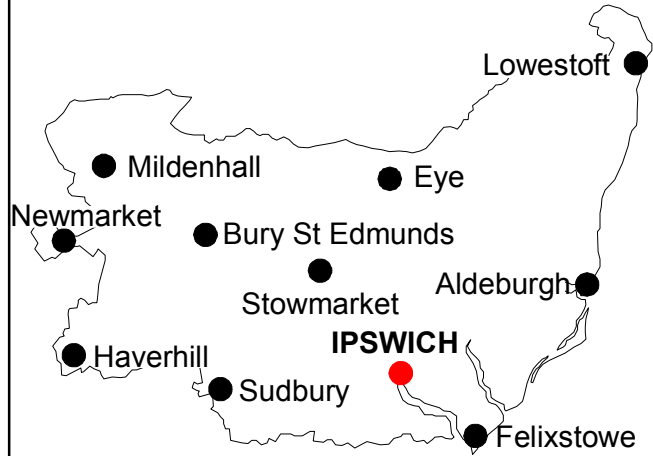 Lowestoft
Mildenhall
Eye
Newmarket
Bury St Edmunds
Aldeburgh
Stowmarket
IPSWICH
Haverhill
Sudbury
Felixstowe